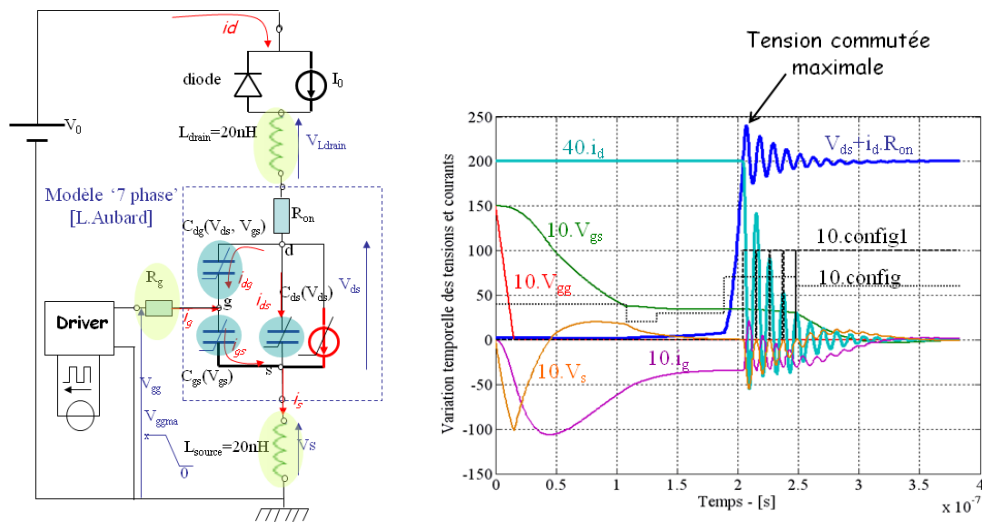 id
diode
I0
V0
Ldrain=20nH
VLdrain
Modèle ‘7 phase’
[L.Aubard]
Ron
Cdg(Vds, Vgs)
d
Rg
idg
Cds(Vds)
Vds
g
ids
Driver
ig
igs
Cgs(Vgs)
s
Vgg
is
Vggma
x
0
Lsource=20nH
Vs
Tension commutée
maximale
Variation temporelle des tensions et courants
250
200
150
100
50
0
-50
-100
-150
40.id
Vds+id.Ron
10.Vgs
10.config1
10.Vgg
10.config
10.ig
10.Vs
0
0.5
1
1.5
2
2.5
3
3.5
4
Temps - [s]
x 10-7